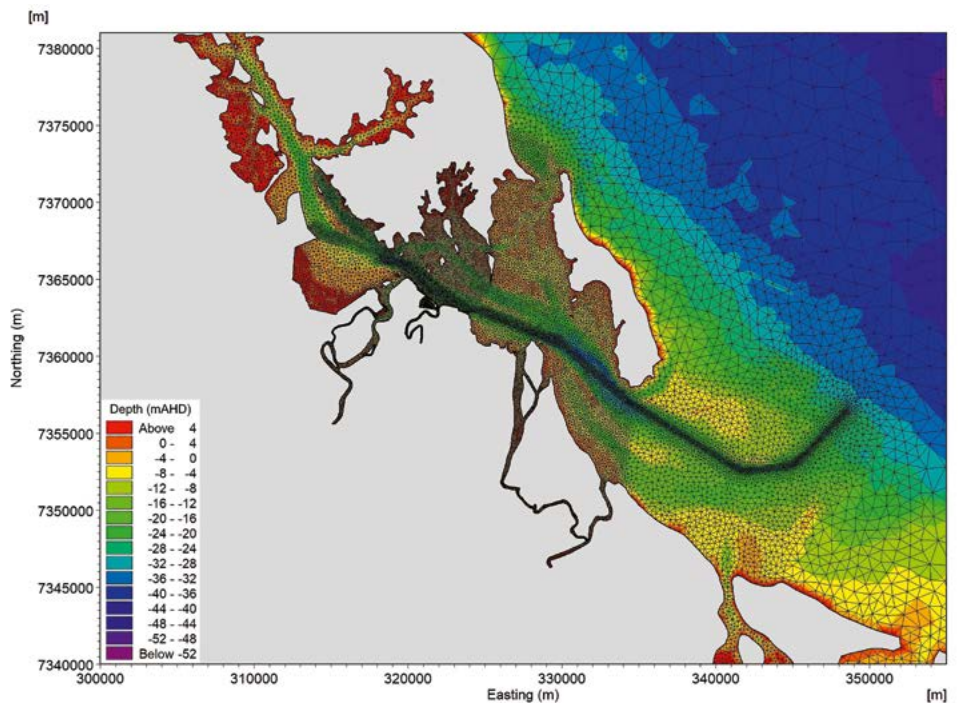 [m]
7380000
7375000
7370000
7365000
7360000
7355000
7350000
7345000
7340000
Northing (m)
Depth (mAHD)
Above 4
0 - 4
-4 - 0
-8 - -4
-12 - -8
-16 - -12
-20 - -16
-24 - -20
-28 - -24
-32 - -28
-36 - -32
-40 - -36
-44 - -40
-48 - -44
-52 - -48
Below -52
300000 310000 320000 330000 340000 350000
Easting (m) [m]